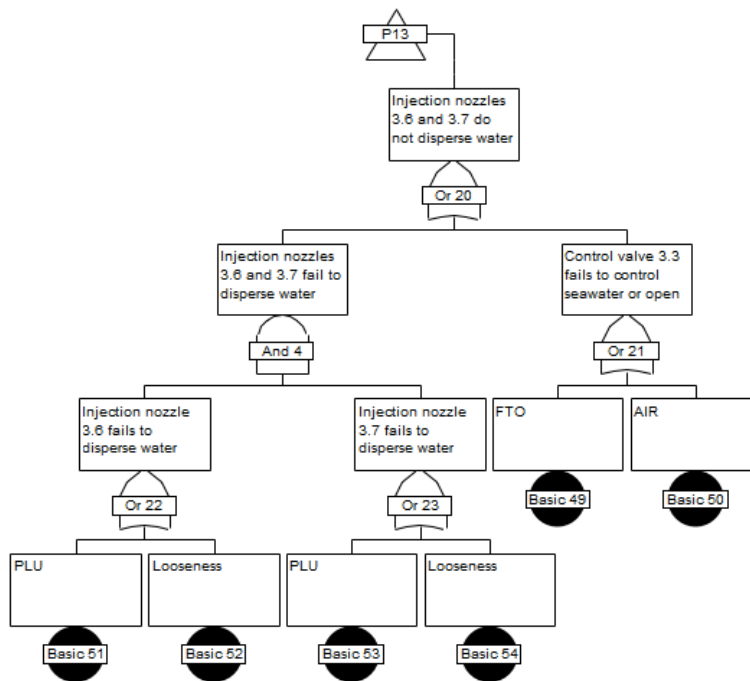 P13
Injection nozzles
3.6 and 3.7 do
not disperse water
Or 20
Injection nozzles
3.6 and 3.7 fail to
disperse water
Control valve 3.3
fails to control
seawater or open
And 4
Or 21
Injection nozzle
3.6 fails to
disperse water
Injection nozzle
3.7 fails to
disperse water
FTO
AIR
Basic 49
Basic 50
Or 22
Or 23
PLU
Looseness
PLU
Looseness
Basic 51
Basic 52
Basic 53
Basic 54